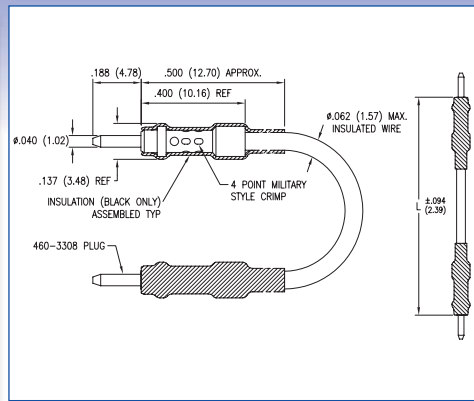 .188 (4.78)
.500 (12.70) APPROX.
.400 (10.16) REF
ø.040 (1.02)
ø.062 (1.57) MAX.
INSULATED WIRE
.137 (3.48) REF
4 POINT MILITARY
STYLE CRIMP
INSULATION (BLACK ONLY)
ASSEMBLED TYP
460-3308 PLUG
L ±.094
(2.39)